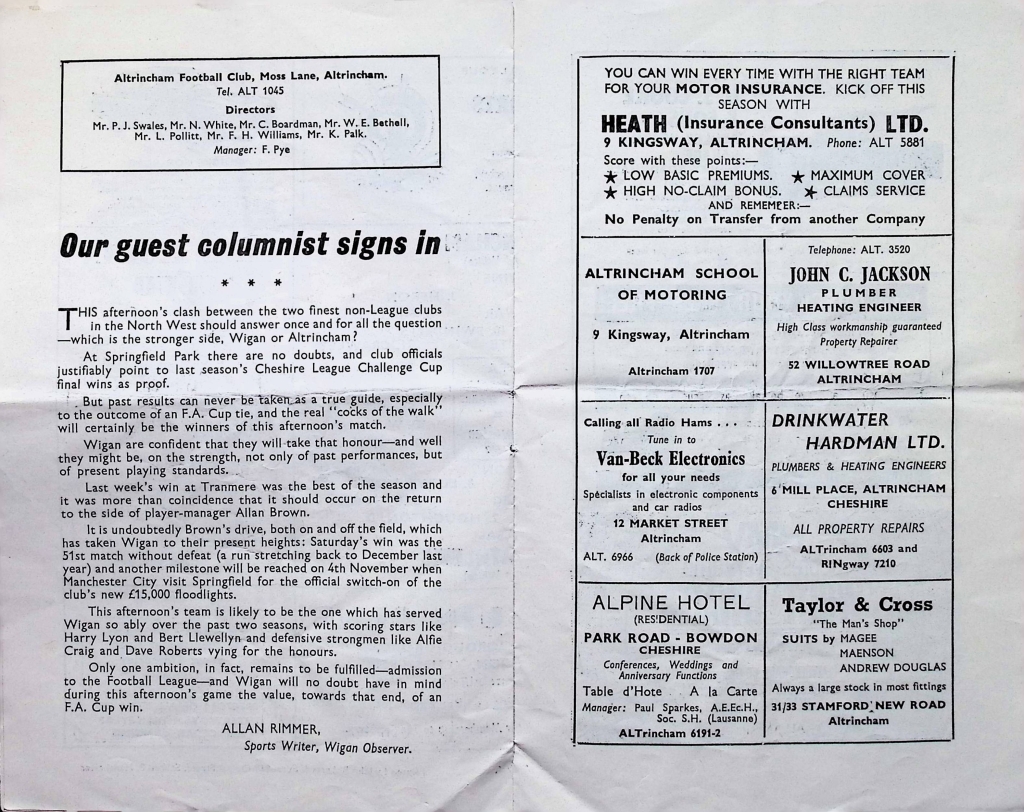 Altrincham Football Club, Moss Lane, Altrincham.
Tel. ALT 1045
Directors
Mr. P. J. Swales, Mr. N. White, Mr. C. Boardman, Mr. W. E. Bethell,
Mr. L. Pollitt, Mr. F. H. Williams, Mr. K. Palk.
Manager: F. Pye
Our guest columnist signs in
* * *
THIS afternoon's clash between the two finest non-League clubs
in the North West should answer once and for all the question
—which is the stronger side, Wigan or Altrincham?
At Springfield Park there are no doubts, and club officials
justifiably point to last season's Cheshire League Challenge Cup
final wins as proof.
But past results can never be taken as a true guide, especially
to the outcome of an F.A. Cup tie, and the real "cocks of the walk"
will certainly be the winners of this afternoon's match.
Wigan are confident that they will take that honour—and well
they might be, on the strength, not only of past performances, but
of present playing standards.
Last week's win at Tranmere was the best of the season and
it was more than coincidence that it should occur on the return
to the side of player-manager Allan Brown.
It is undoubtedly Brown's drive, both on and off the field, which
has taken Wigan to their present heights: Saturday's win was the
51st match without defeat (a run stretching back to December last
year) and another milestone will be reached on 4th November when
Manchester City visit Springfield for the official switch-on of the
club's new £15,000 floodlights.
This afternoon's team is likely to be the one which has served
Wigan so ably over the past two seasons, with scoring stars like
Harry Lyon and Bert Llewellyn and defensive strongmen like Alfie
Craig and Dave Roberts vying for the honours.
Only one ambition, in fact, remains to be fulfilled—admission
to the Football League—and Wigan will no doubt have in mind
during this afternoon's game the value, towards that end, of an
F.A. Cup win.
ALLAN RIMMER,
Sports Writer, Wigan Observer.
YOU CAN WIN EVERY TIME WITH THE RIGHT TEAM
FOR YOUR MOTOR INSURANCE. KICK OFF THIS
SEASON WITH
HEATH (Insurance Consultants) LTD.
9 KINGSWAY, ALTRINCHAM. Phone: ALT 5881
Score with these points:—
★ LOW BASIC PREMIUMS. ★ MAXIMUM COVER
★ HIGH NO-CLAIM BONUS. ★ CLAIMS SERVICE
AND REMEMBER:—
No Penalty on Transfer from another Company
ALTRINCHAM SCHOOL
OF MOTORING
9 Kingsway, Altrincham
Altrincham 1707
Telephone: ALT. 3520
JOHN C. JACKSON
PLUMBER
HEATING ENGINEER
High Class workmanship guaranteed
Property Repairer
52 WILLOWTREE ROAD
ALTRINCHAM
Calling all Radio Hams . . .
Tune in to
Van-Beck Electronics
for all your needs
Specialists in electronic components
and car radios
12 MARKET STREET
Altrincham
ALT. 6966 (Back of Police Station)
DRINKWATER
HARDMAN LTD.
PLUMBERS & HEATING ENGINEERS
6 MILL PLACE, ALTRINCHAM
CHESHIRE
ALL PROPERTY REPAIRS
ALTrincham 6603 and
RINgway 7210
ALPINE HOTEL
(RESIDENTIAL)
PARK ROAD - BOWDON
CHESHIRE
Conferences, Weddings and
Anniversary Functions
Table d'Hote A la Carte
Manager: Paul Sparkes, A.E.Ec.H.,
Soc. S.H. (Lausanne)
ALTrincham 6191-2
Taylor & Cross
"The Man's Shop"
SUITS by MAGEE
MAENSON
ANDREW DOUGLAS
Always a large stock in most fittings
31/33 STAMFORD NEW ROAD
Altrincham